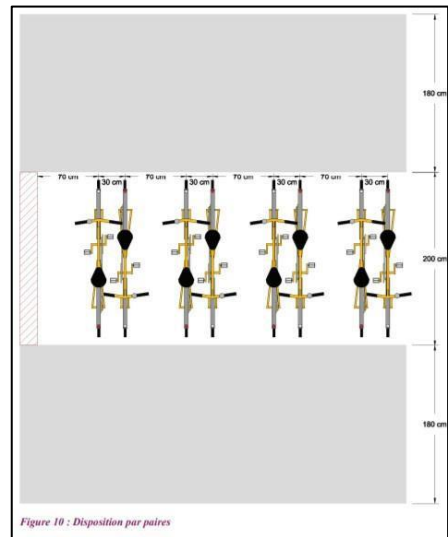 180 cm
70 cm 30 cm 70 cm 30 cm 70 cm 30 cm 70 cm 30 cm
200 cm
180 cm
Figure 10 : Disposition par paires